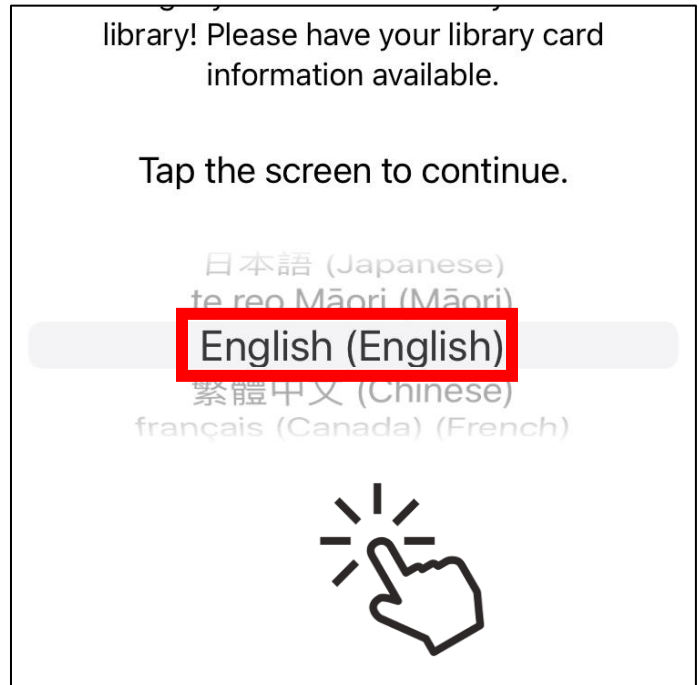 library! Please have your library card
information available.
Tap the screen to continue.
日本語 (Japanese)
te reo Māori (Māori)
English (English)
繁體中文 (Chinese)
français (Canada) (French)